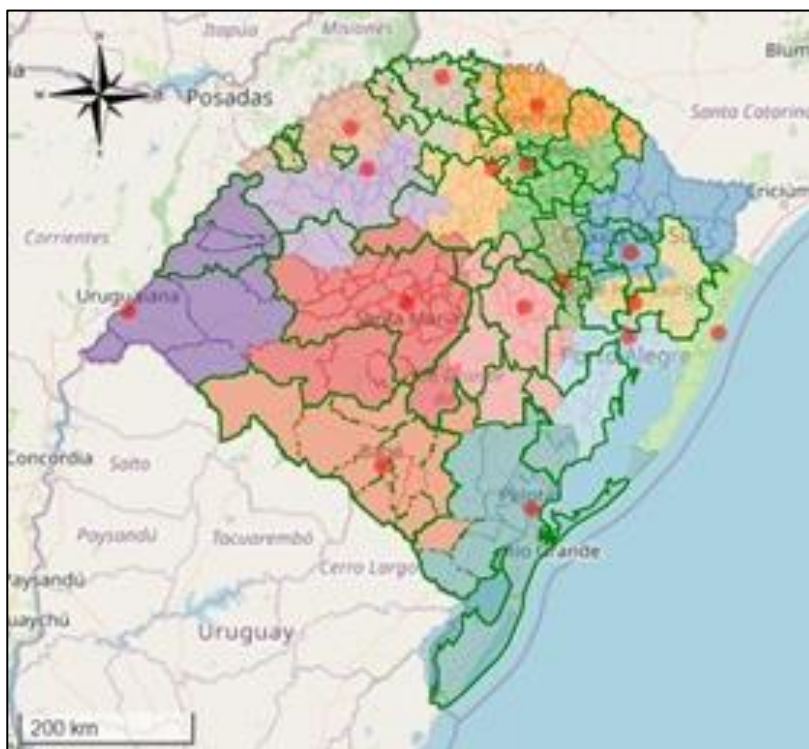 Itapúa
Misiones
Blum
Posadas
Santa Catarina
Criciúm
Corrientes
Uruguaiana
Santa Maria
Porto Alegre
Concordia
Salto
Pelot
Rio Grande
Paysandú
Tacuarembó
Cerro Largo
Paysandú
uaychú
Uruguay
200 km